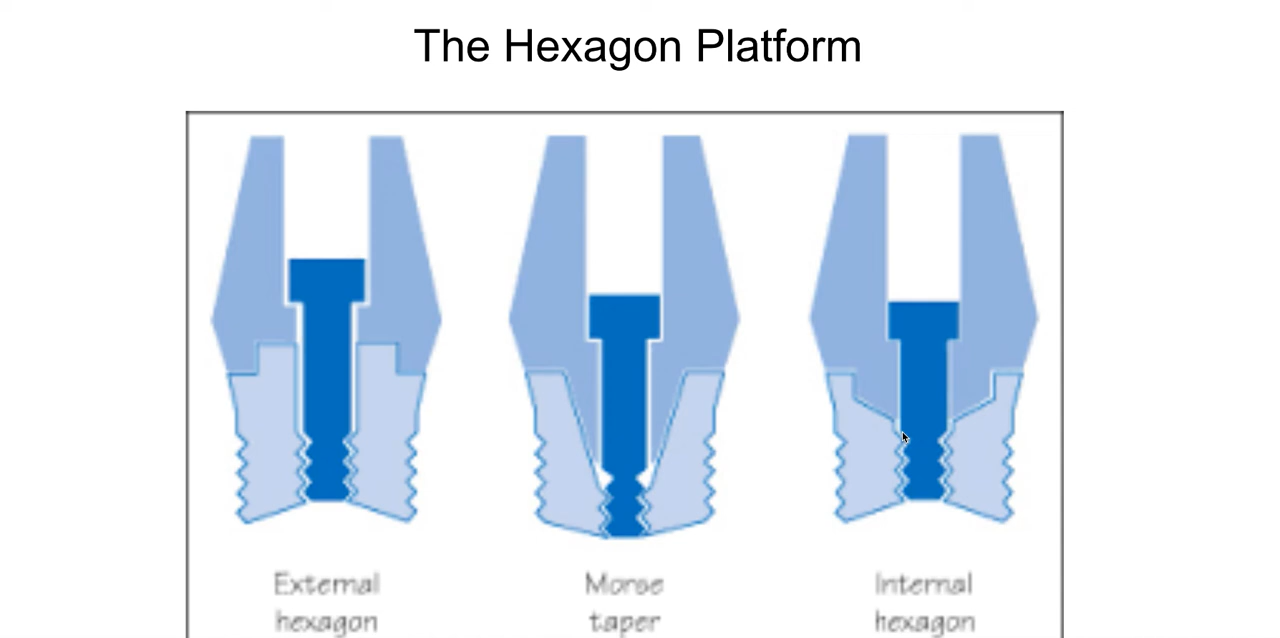 The Hexagon Platform
External
hexagon
Morse
taper
Internal
hexagon